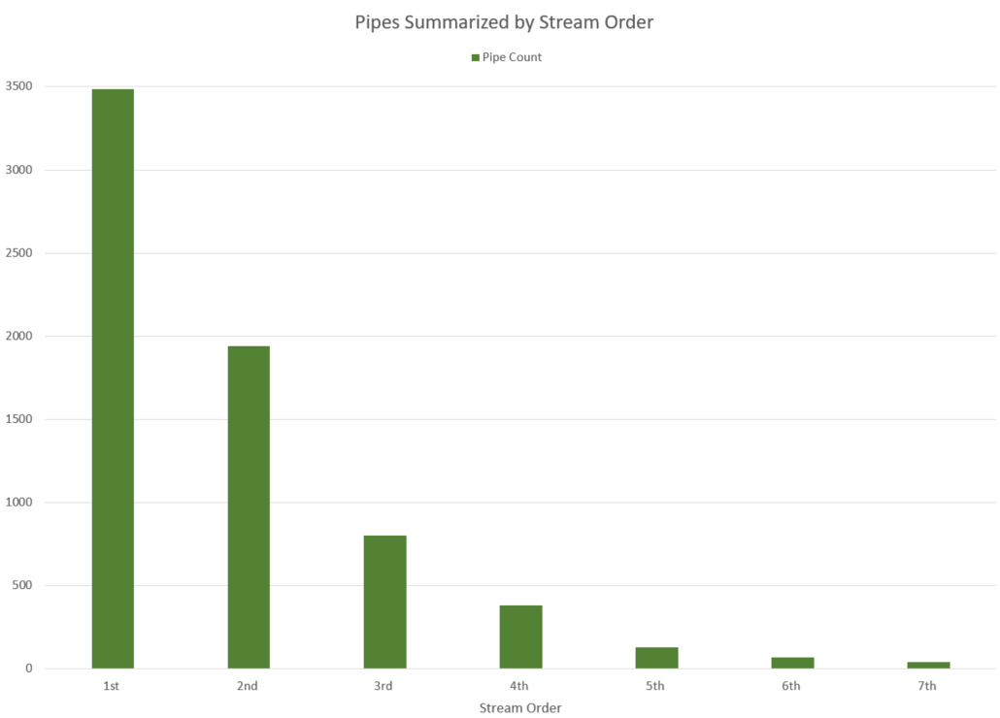 Pipes Summarized by Stream Order
Pipe Count
3500
3000
2500
2000
1500
1000
500
0
1st 2nd 3rd 4th 5th 6th 7th
Stream Order